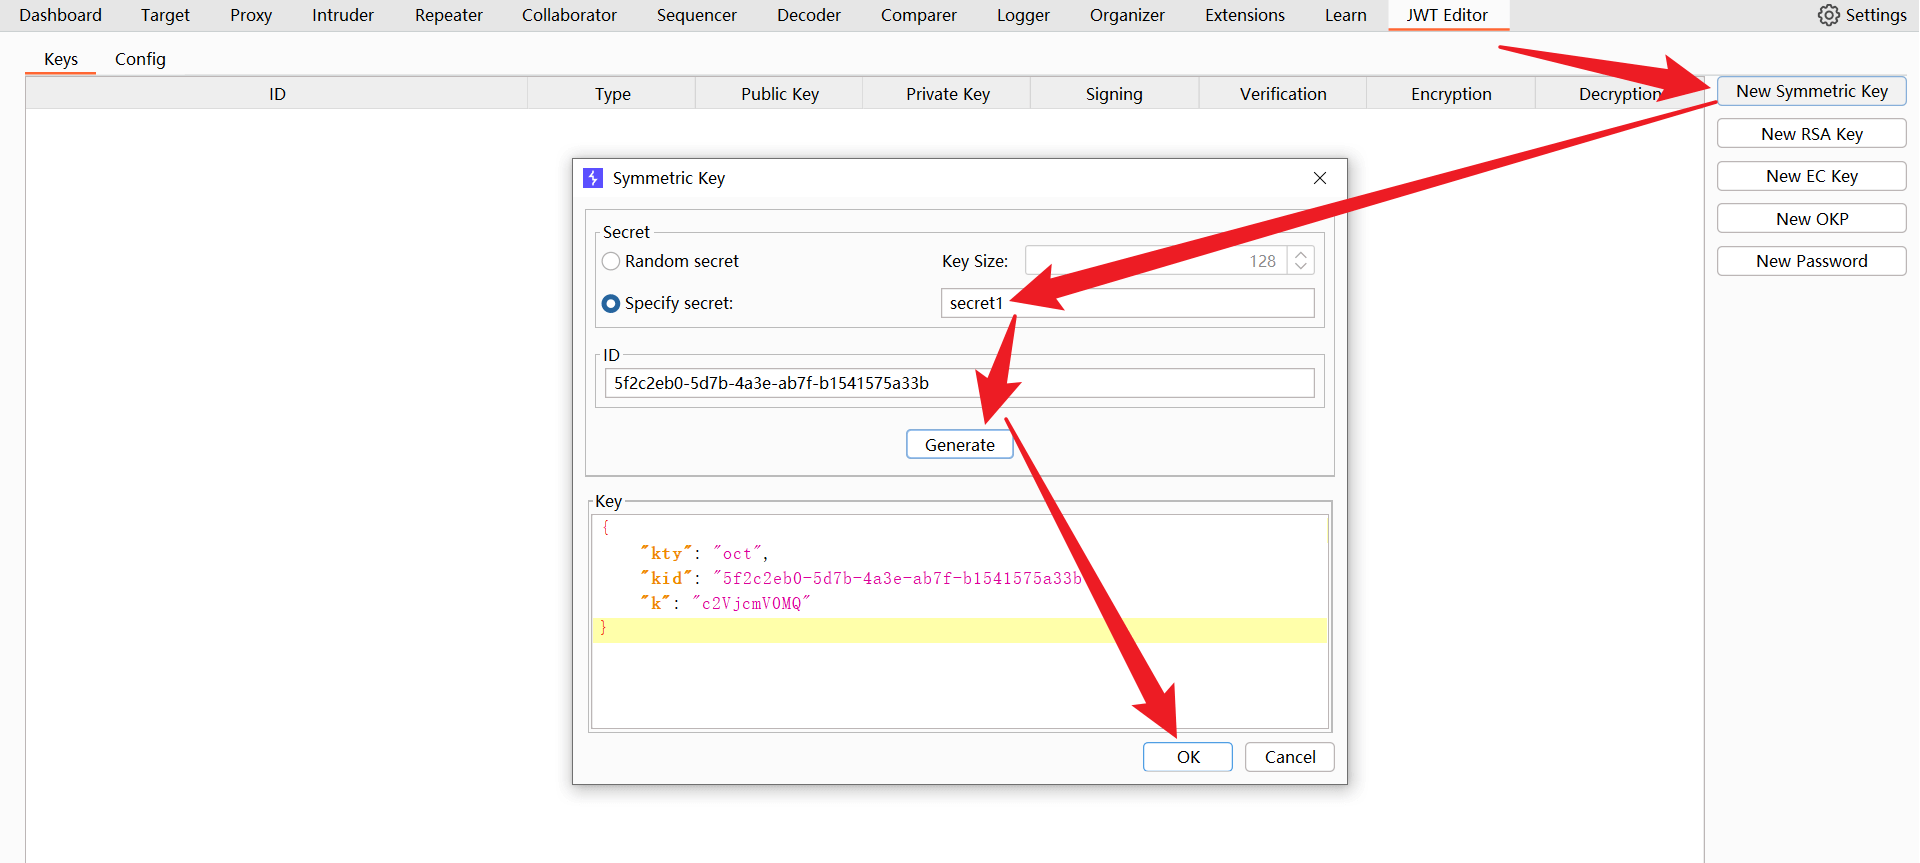 Dashboard Target Proxy Intruder Repeater Collaborator Sequencer Decoder Comparer Logger Organizer Extensions Learn JWT Editor Settings
Keys Config
ID Type Public Key Private Key Signing Verification Encryption Decryption
New Symmetric Key
New RSA Key
New EC Key
New OKP
New Password
Symmetric Key
Secret
Random secret Key Size: 128
Specify secret: secret1
ID
5f2c2eb0-5d7b-4a3e-ab7f-b1541575a33b
Generate
Key
{
"kty": "oct",
"kid": "5f2c2eb0-5d7b-4a3e-ab7f-b1541575a33b
"k": "c2VjcmV0MQ"
}
OK Cancel